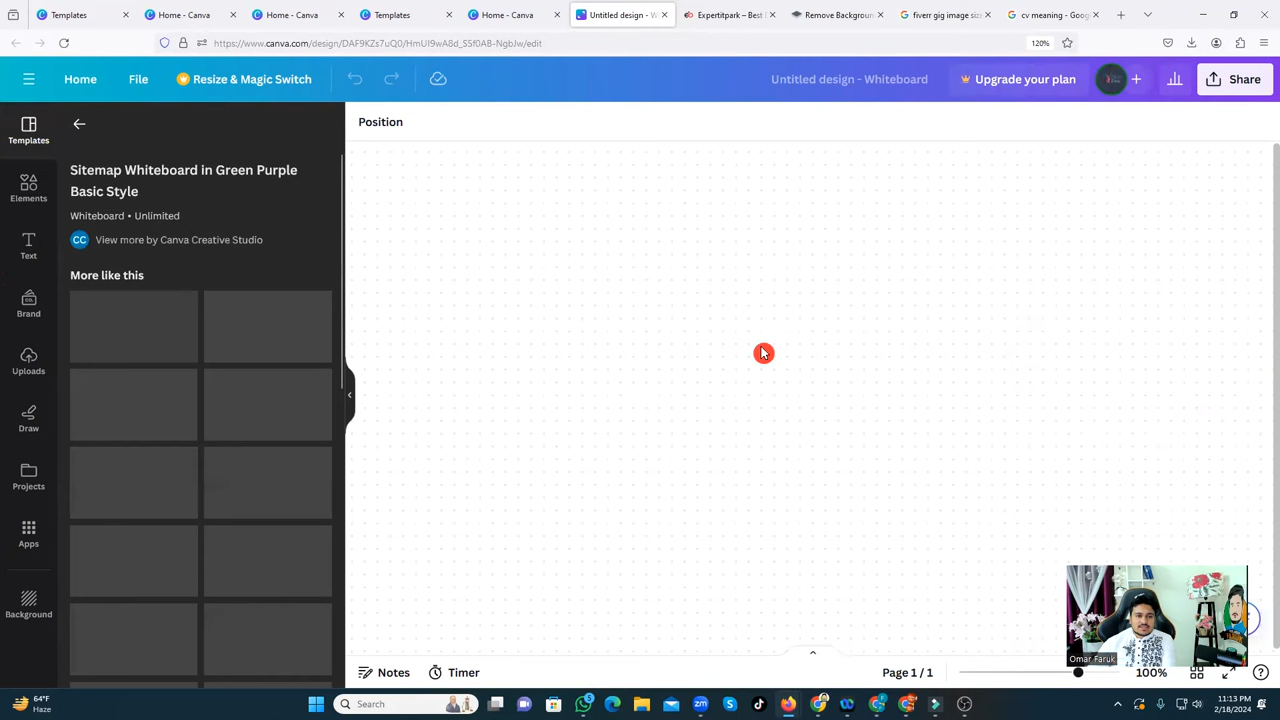 Templates
Home - Canva
Home - Canva
Templates
Home - Canva
Untitled design - W
Expertitpark – Best
Remove Backgroun
fiverr gig image siz
cv meaning - Goog
https://www.canva.com/design/DAF9KZs7uQ0/HmUI9wA8d_S5f0AB-NgbJw/edit
120%
Home
File
Resize & Magic Switch
Untitled design - Whiteboard
Upgrade your plan
Share
Templates
Elements
Text
Brand
Uploads
Draw
Projects
Apps
Background
Sitemap Whiteboard in Green Purple
Basic Style
Whiteboard • Unlimited
CC
View more by Canva Creative Studio
More like this
Position
Omar Faruk
Notes
Timer
Page 1 / 1
100%
64°F
Haze
Search
11:13 PM
2/18/2024